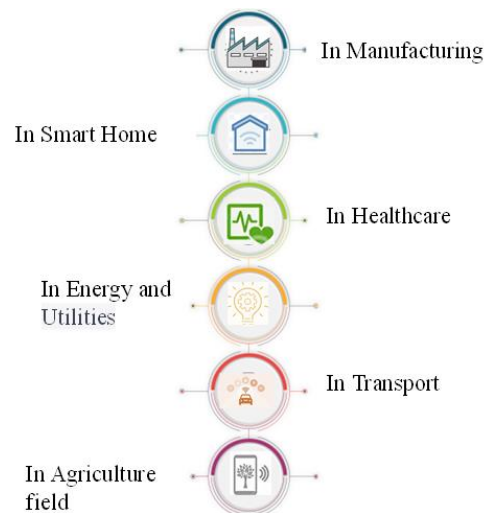 In Manufacturing
In Smart Home
In Healthcare
In Energy and
Utilities
In Transport
In Agriculture
field